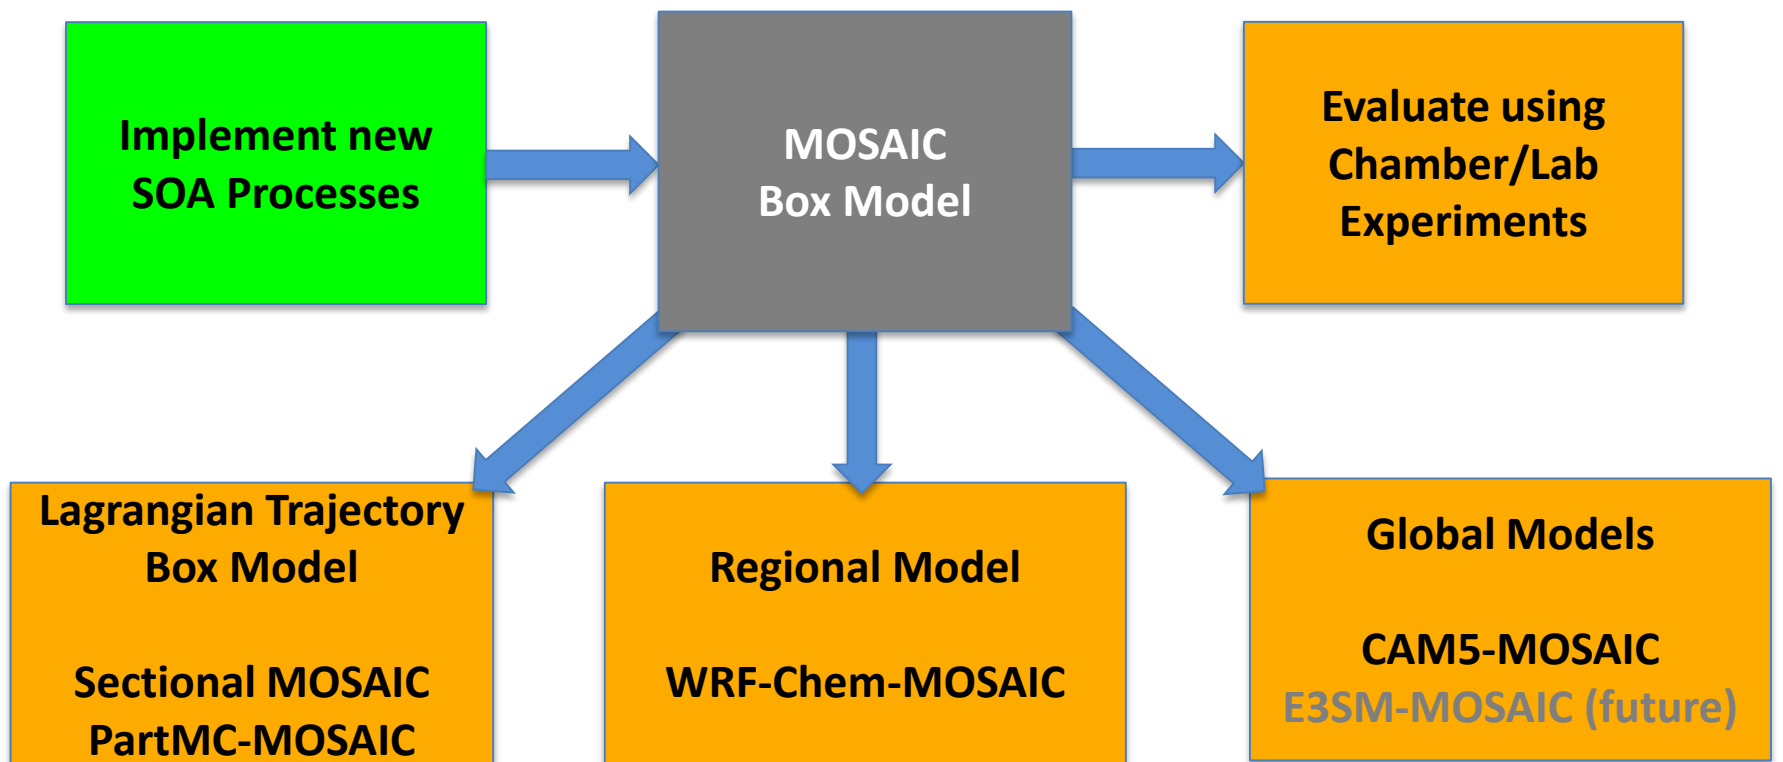 Implement new
SOA Processes
MOSAIC
Box Model
Evaluate using
Chamber/Lab
Experiments
Lagrangian Trajectory
Box Model
Sectional MOSAIC
PartMC-MOSAIC
Regional Model
WRF-Chem-MOSAIC
Global Models
CAM5-MOSAIC
E3SM-MOSAIC (future)